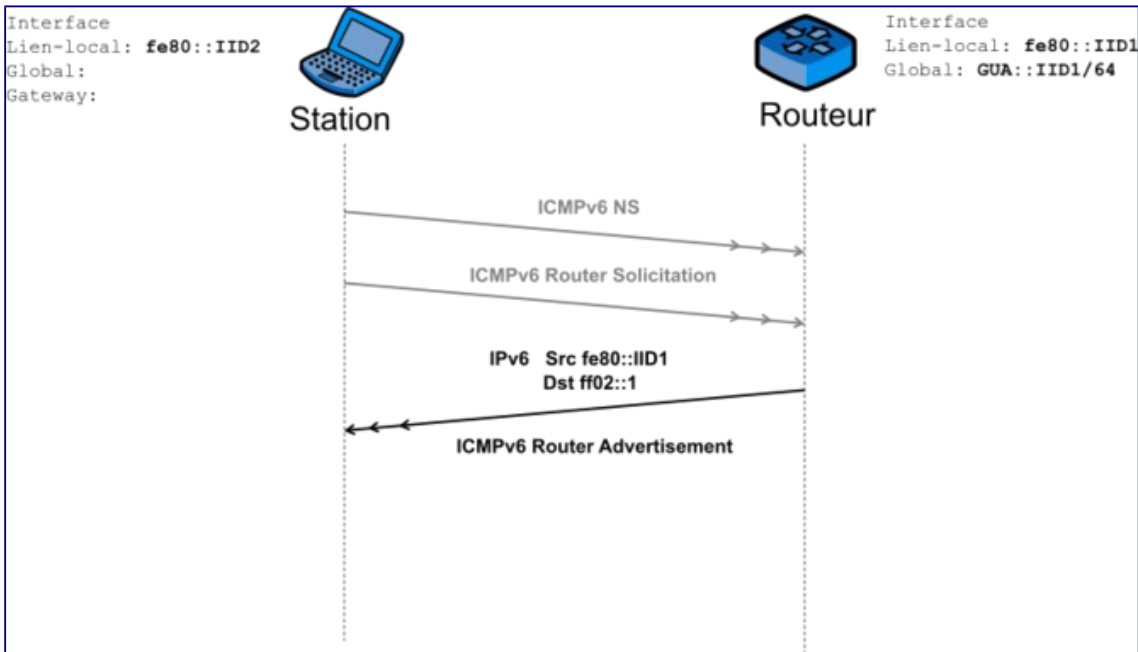 Interface
Lien-local: fe80::IID2
Global:
Gateway:
Station
Interface
Lien-local: fe80::IID1
Global: GUA::IID1/64
Routeur
ICMPv6 NS
ICMPv6 Router Solicitation
IPv6 Src fe80::IID1
Dst ff02::1
ICMPv6 Router Advertisement